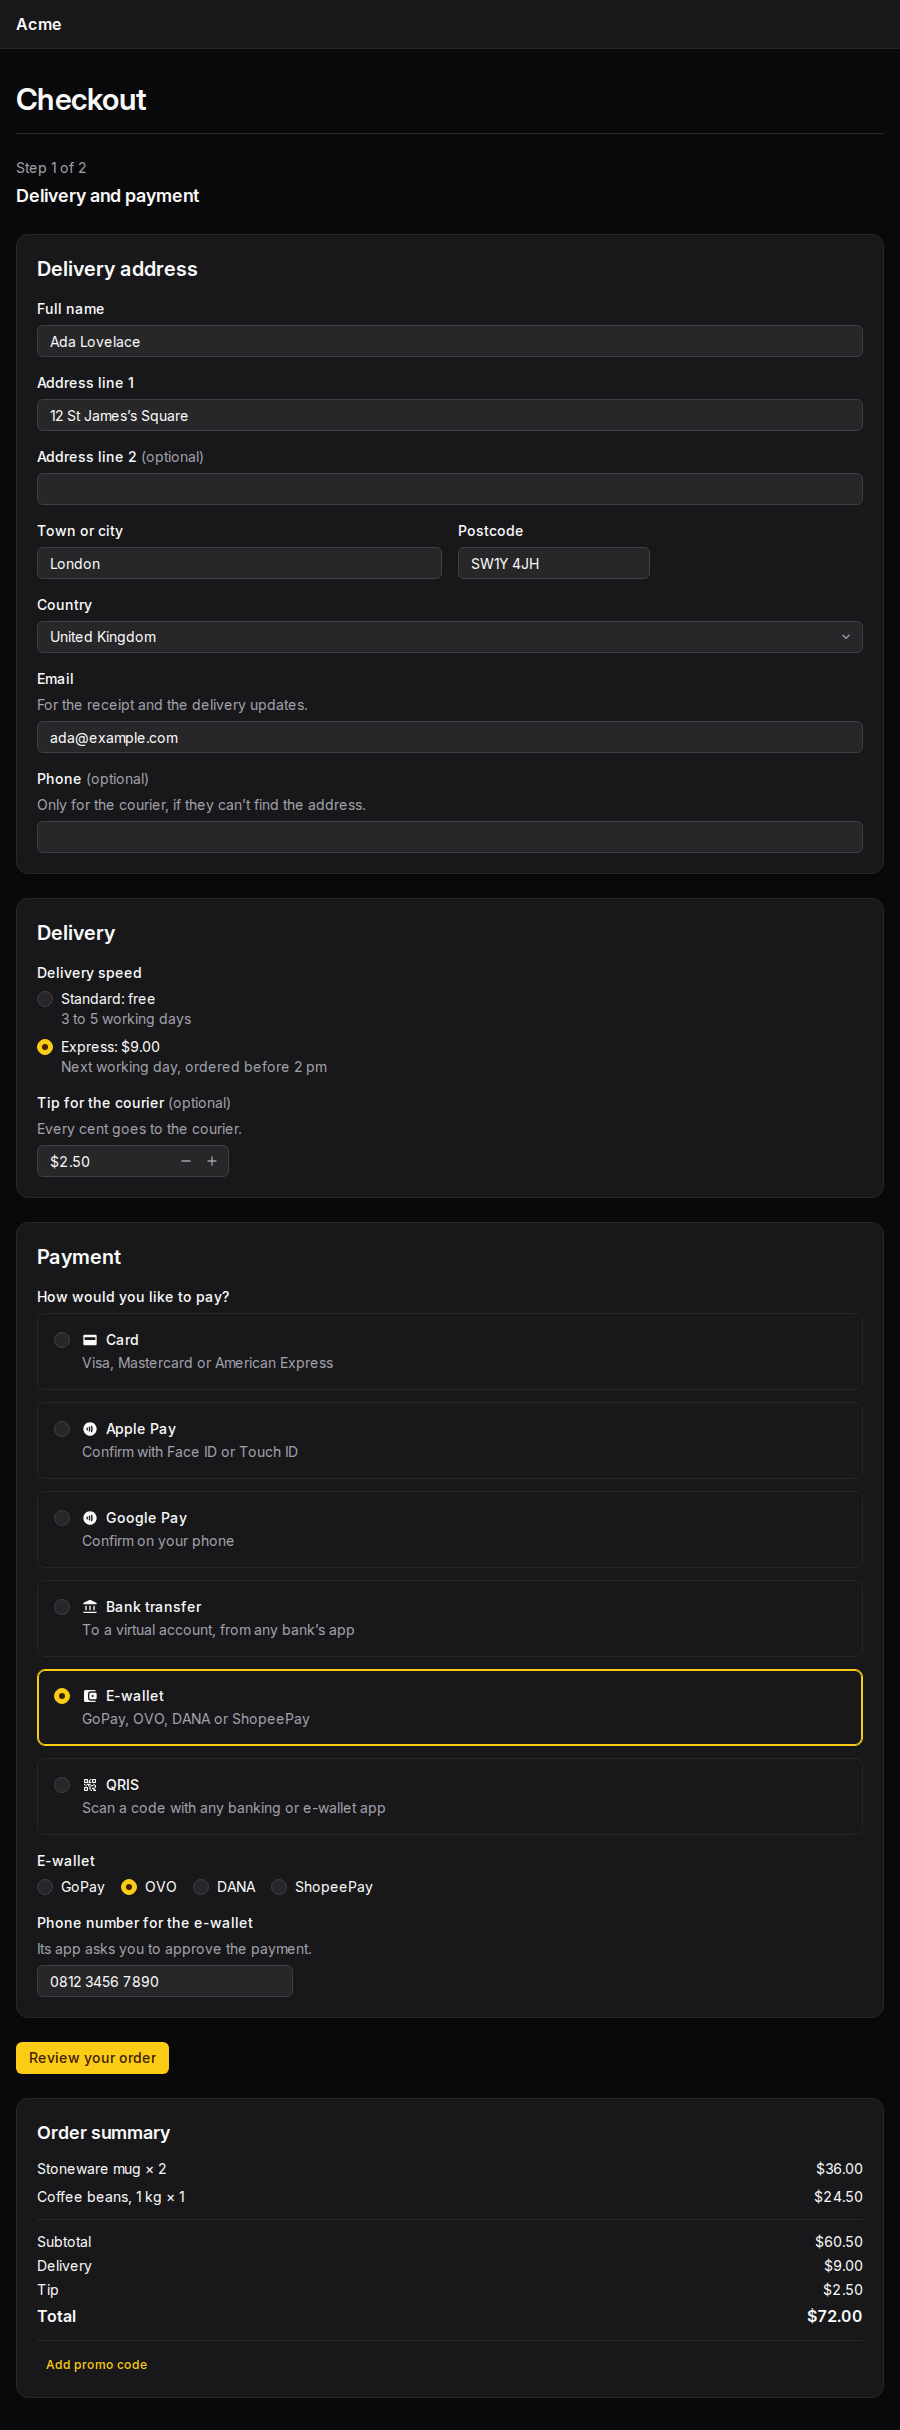 Acme
Checkout
Step 1 of 2
Delivery and payment
Delivery address
Full name
Ada Lovelace
Address line 1
12 St James’s Square
Address line 2 (optional)
Town or city
Postcode
London
SW1Y 4JH
Country
United Kingdom
Email
For the receipt and the delivery updates.
ada@example.com
Phone (optional)
Only for the courier, if they can’t find the address.
Delivery
Delivery speed
Standard: free
3 to 5 working days
Express: $9.00
Next working day, ordered before 2 pm
Tip for the courier (optional)
Every cent goes to the courier.
$2.50
Payment
How would you like to pay?
Card
Visa, Mastercard or American Express
Apple Pay
Confirm with Face ID or Touch ID
Google Pay
Confirm on your phone
Bank transfer
To a virtual account, from any bank’s app
E-wallet
GoPay, OVO, DANA or ShopeePay
QRIS
Scan a code with any banking or e-wallet app
E-wallet
GoPay OVO DANA ShopeePay
Phone number for the e-wallet
Its app asks you to approve the payment.
0812 3456 7890
Review your order
Order summary
Stoneware mug × 2 $36.00
Coffee beans, 1 kg × 1 $24.50
Subtotal $60.50
Delivery $9.00
Tip $2.50
Total $72.00
Add promo code